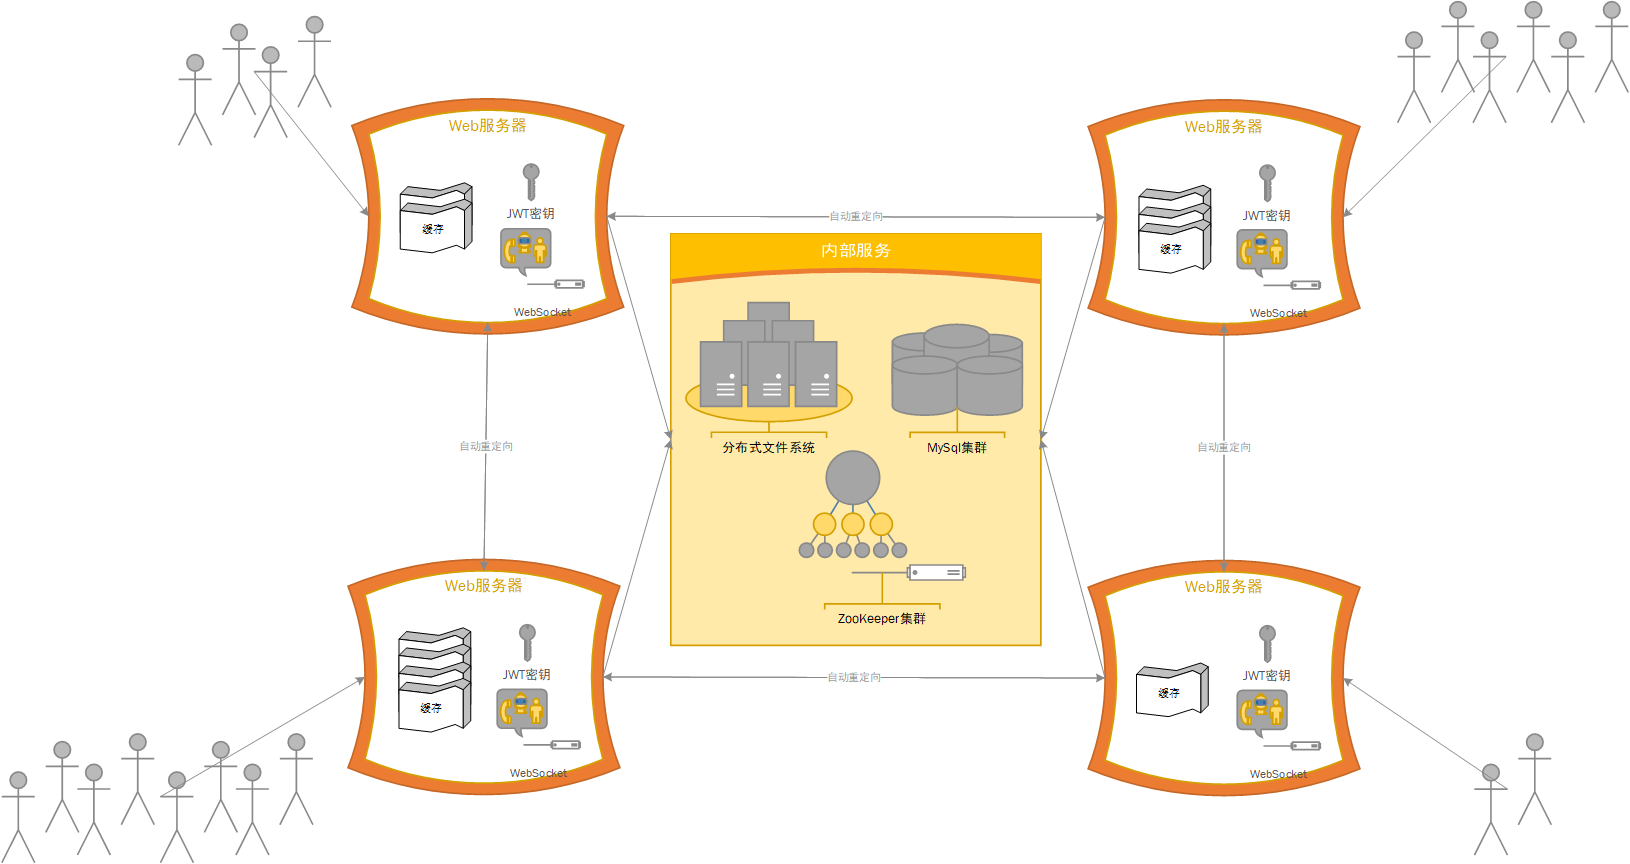 Web服务器
JWT密钥
缓存
WebSocket
Web服务器
JWT密钥
缓存
WebSocket
自动重定向
内部服务
分布式文件系统
MySql集群
ZooKeeper集群
自动重定向
自动重定向
Web服务器
JWT密钥
缓存
WebSocket
自动重定向
Web服务器
JWT密钥
缓存
WebSocket